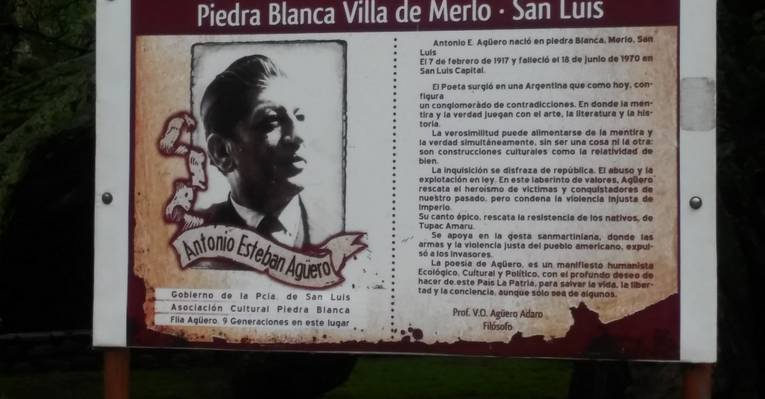 Piedra Blanca Villa de Merlo · San Luis
Antonio Esteban Agüero
Gobierno de la Pcia. de San Luis
Asociación Cultural Piedra Blanca
Flia Agüero. 9 Generaciones en este lugar
Antonio E. Agüero nació en piedra Blanca, Merlo, San
Luis
El 7 de febrero de 1917 y falleció el 18 de junio de 1970 en
San Luis Capital.
El Poeta surgió en una Argentina que como hoy, con-
figura
un conglomerado de contradicciones. En donde la men-
tira y la verdad juegan con el arte, la literatura y la his-
toria.
La verosimilitud puede alimentarse de la mentira y
la verdad simultáneamente, sin ser una cosa ni la otra:
son construcciones culturales como la relatividad de
bien.
La inquisición se disfraza de república. El abuso y la
explotación en ley. En este laberinto de valores, Agüero
rescata el heroísmo de victimas y conquistadores de
nuestro pasado, pero condena la violencia injusta de
imperio.
Su canto épico, rescata la resistencia de los nativos, de
Tupac Amaru.
Se apoya en la gesta sanmartiniana, donde las
armas y la violencia justa del pueblo americano, expul-
só a los invasores.
La poesía de Agüero, es un manifiesto humanista
Ecológico, Cultural y Político, con el profundo deseo de
hacer de este País La Patria, para salvar la vida, la liber-
tad y la conciencia, aunque sólo sea de algunos.
Prof. V.O. Agüero Adaro
Filósofo